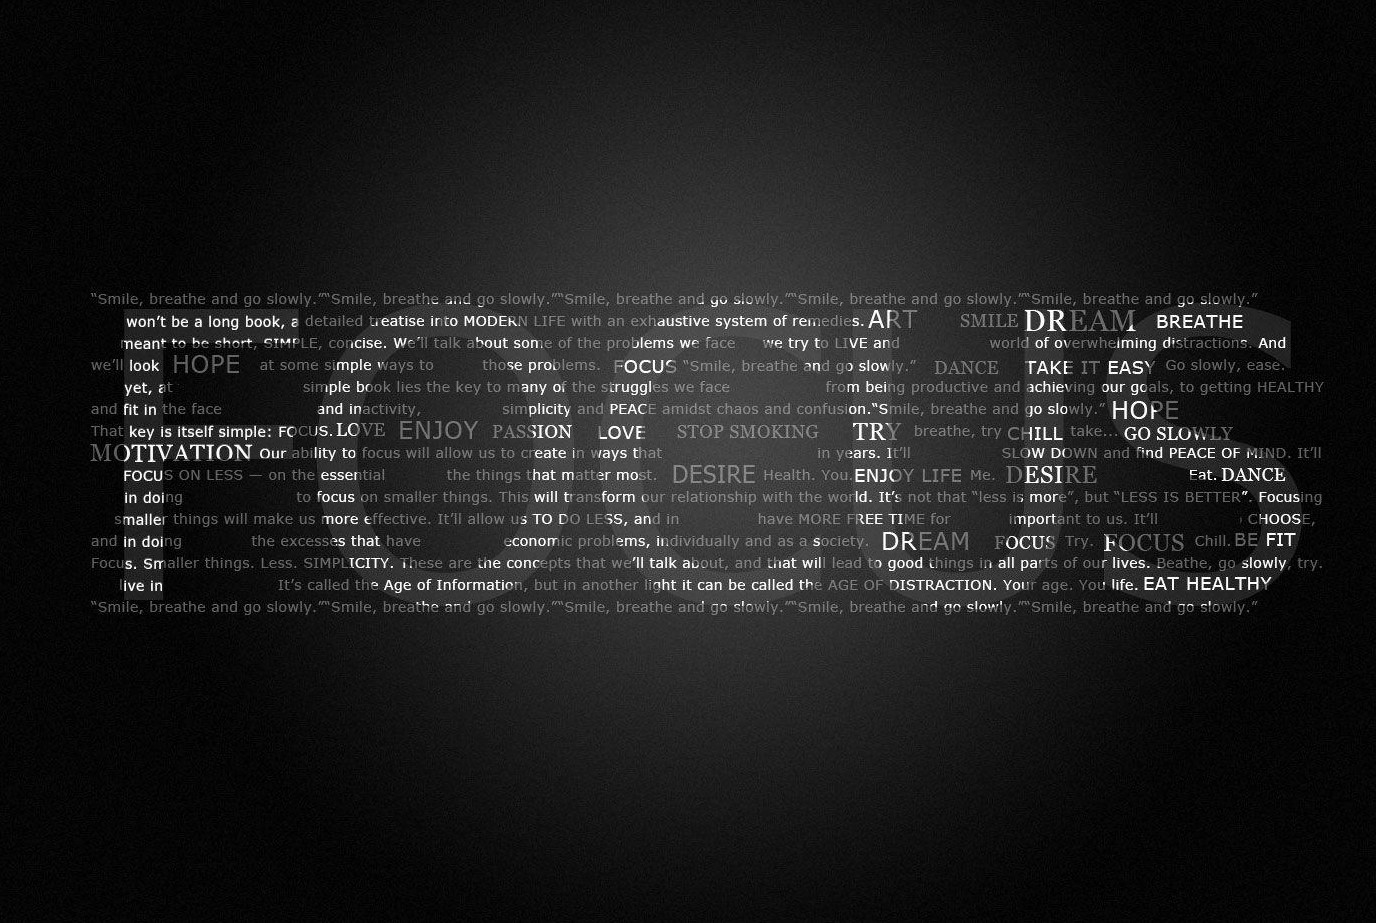 “Smile, breathe and go slowly.”“Smile, breathe and go slowly.”“Smile, breathe and go slowly.”“Smile, breathe and go slowly.”“Smile, breathe and go slowly.”
won’t be a long book, a detailed treatise into MODERN LIFE with an exhaustive system of remedies. ART SMILE DREAM BREATHE
meant to be short, SIMPLE, concise. We’ll talk about some of the problems we face we try to LIVE and world of overwhelming distractions. And
we’ll look HOPE at some simple ways to those problems. FOCUS “Smile, breathe and go slowly.” DANCE TAKE IT EASY Go slowly, ease.
yet, at simple book lies the key to many of the struggles we face from being productive and achieving our goals, to getting HEALTHY
and fit in the face and inactivity, simplicity and PEACE amidst chaos and confusion.“Smile, breathe and go slowly.” HOPE
That key is itself simple: FOCUS. LOVE ENJOY PASSION LOVE STOP SMOKING TRY breathe, try CHILL take... GO SLOWLY
MOTIVATION Our ability to focus will allow us to create in ways that in years. It’ll SLOW DOWN and find PEACE OF MIND. It’ll
FOCUS ON LESS — on the essential the things that matter most. DESIRE Health. You. ENJOY LIFE Me. DESIRE Eat. DANCE
in doing to focus on smaller things. This will transform our relationship with the world. It’s not that “less is more”, but “LESS IS BETTER”. Focusing
smaller things will make us more effective. It’ll allow us TO DO LESS, and in have MORE FREE TIME for important to us. It’ll CHOOSE,
and in doing the excesses that have economic problems, individually and as a society. DREAM FOCUS Try. FOCUS Chill. BE FIT
Focus. Smaller things. Less. SIMPLICITY. These are the concepts that we’ll talk about, and that will lead to good things in all parts of our lives. Beathe, go slowly, try.
live in It’s called the Age of Information, but in another light it can be called the AGE OF DISTRACTION. Your age. You life. EAT HEALTHY
“Smile, breathe and go slowly.”“Smile, breathe and go slowly.”“Smile, breathe and go slowly.”“Smile, breathe and go slowly.”“Smile, breathe and go slowly.”
FOCUS